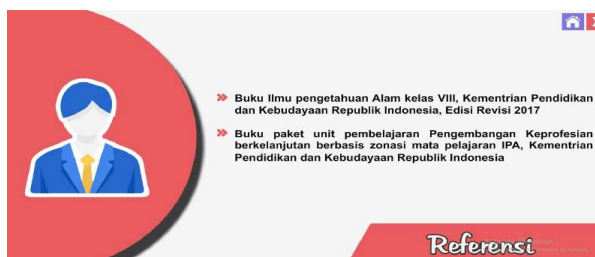 Buku Ilmu pengetahuan Alam kelas VIII, Kementrian Pendidikan
dan Kebudayaan Republik Indonesia, Edisi Revisi 2017
Buku paket unit pembelajaran Pengembangan Keprofesian
berkelanjutan berbasis zonasi mata pelajaran IPA, Kementrian
Pendidikan dan Kebudayaan Republik Indonesia
Referensi